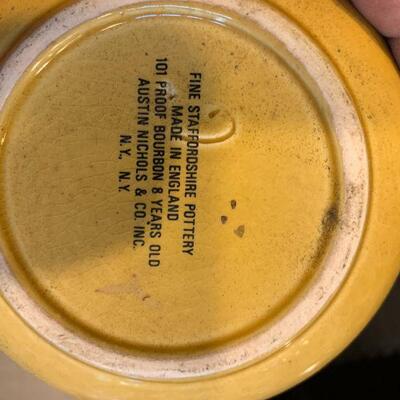 FINE STAFFORDSHIRE POTTERY
MADE IN ENGLAND
101 PROOF BOURBON 8 YEARS OLD
AUSTIN NICHOLS & CO. INC.
N.Y., N.Y.